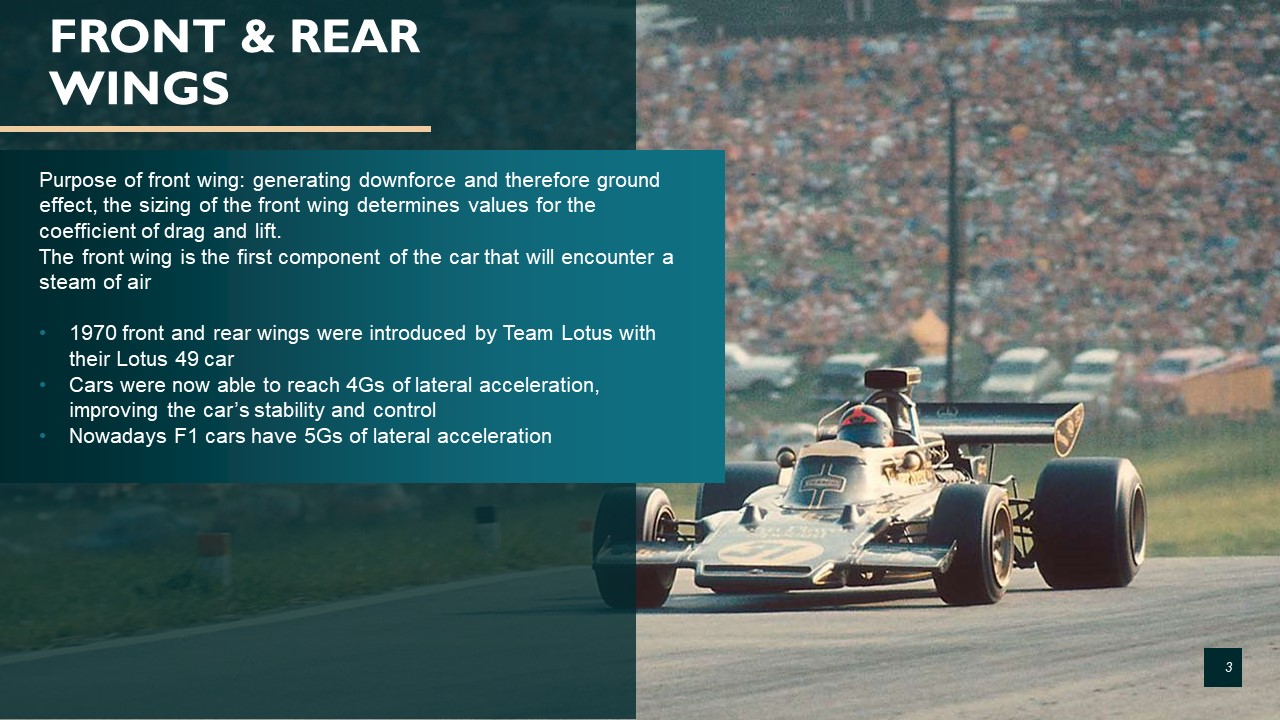 FRONT & REAR
WINGS
Purpose of front wing: generating downforce and therefore ground
effect, the sizing of the front wing determines values for the
coefficient of drag and lift.
The front wing is the first component of the car that will encounter a
steam of air
• 1970 front and rear wings were introduced by Team Lotus with
their Lotus 49 car
• Cars were now able to reach 4Gs of lateral acceleration,
improving the car's stability and control
• Nowadays F1 cars have 5Gs of lateral acceleration
31
3